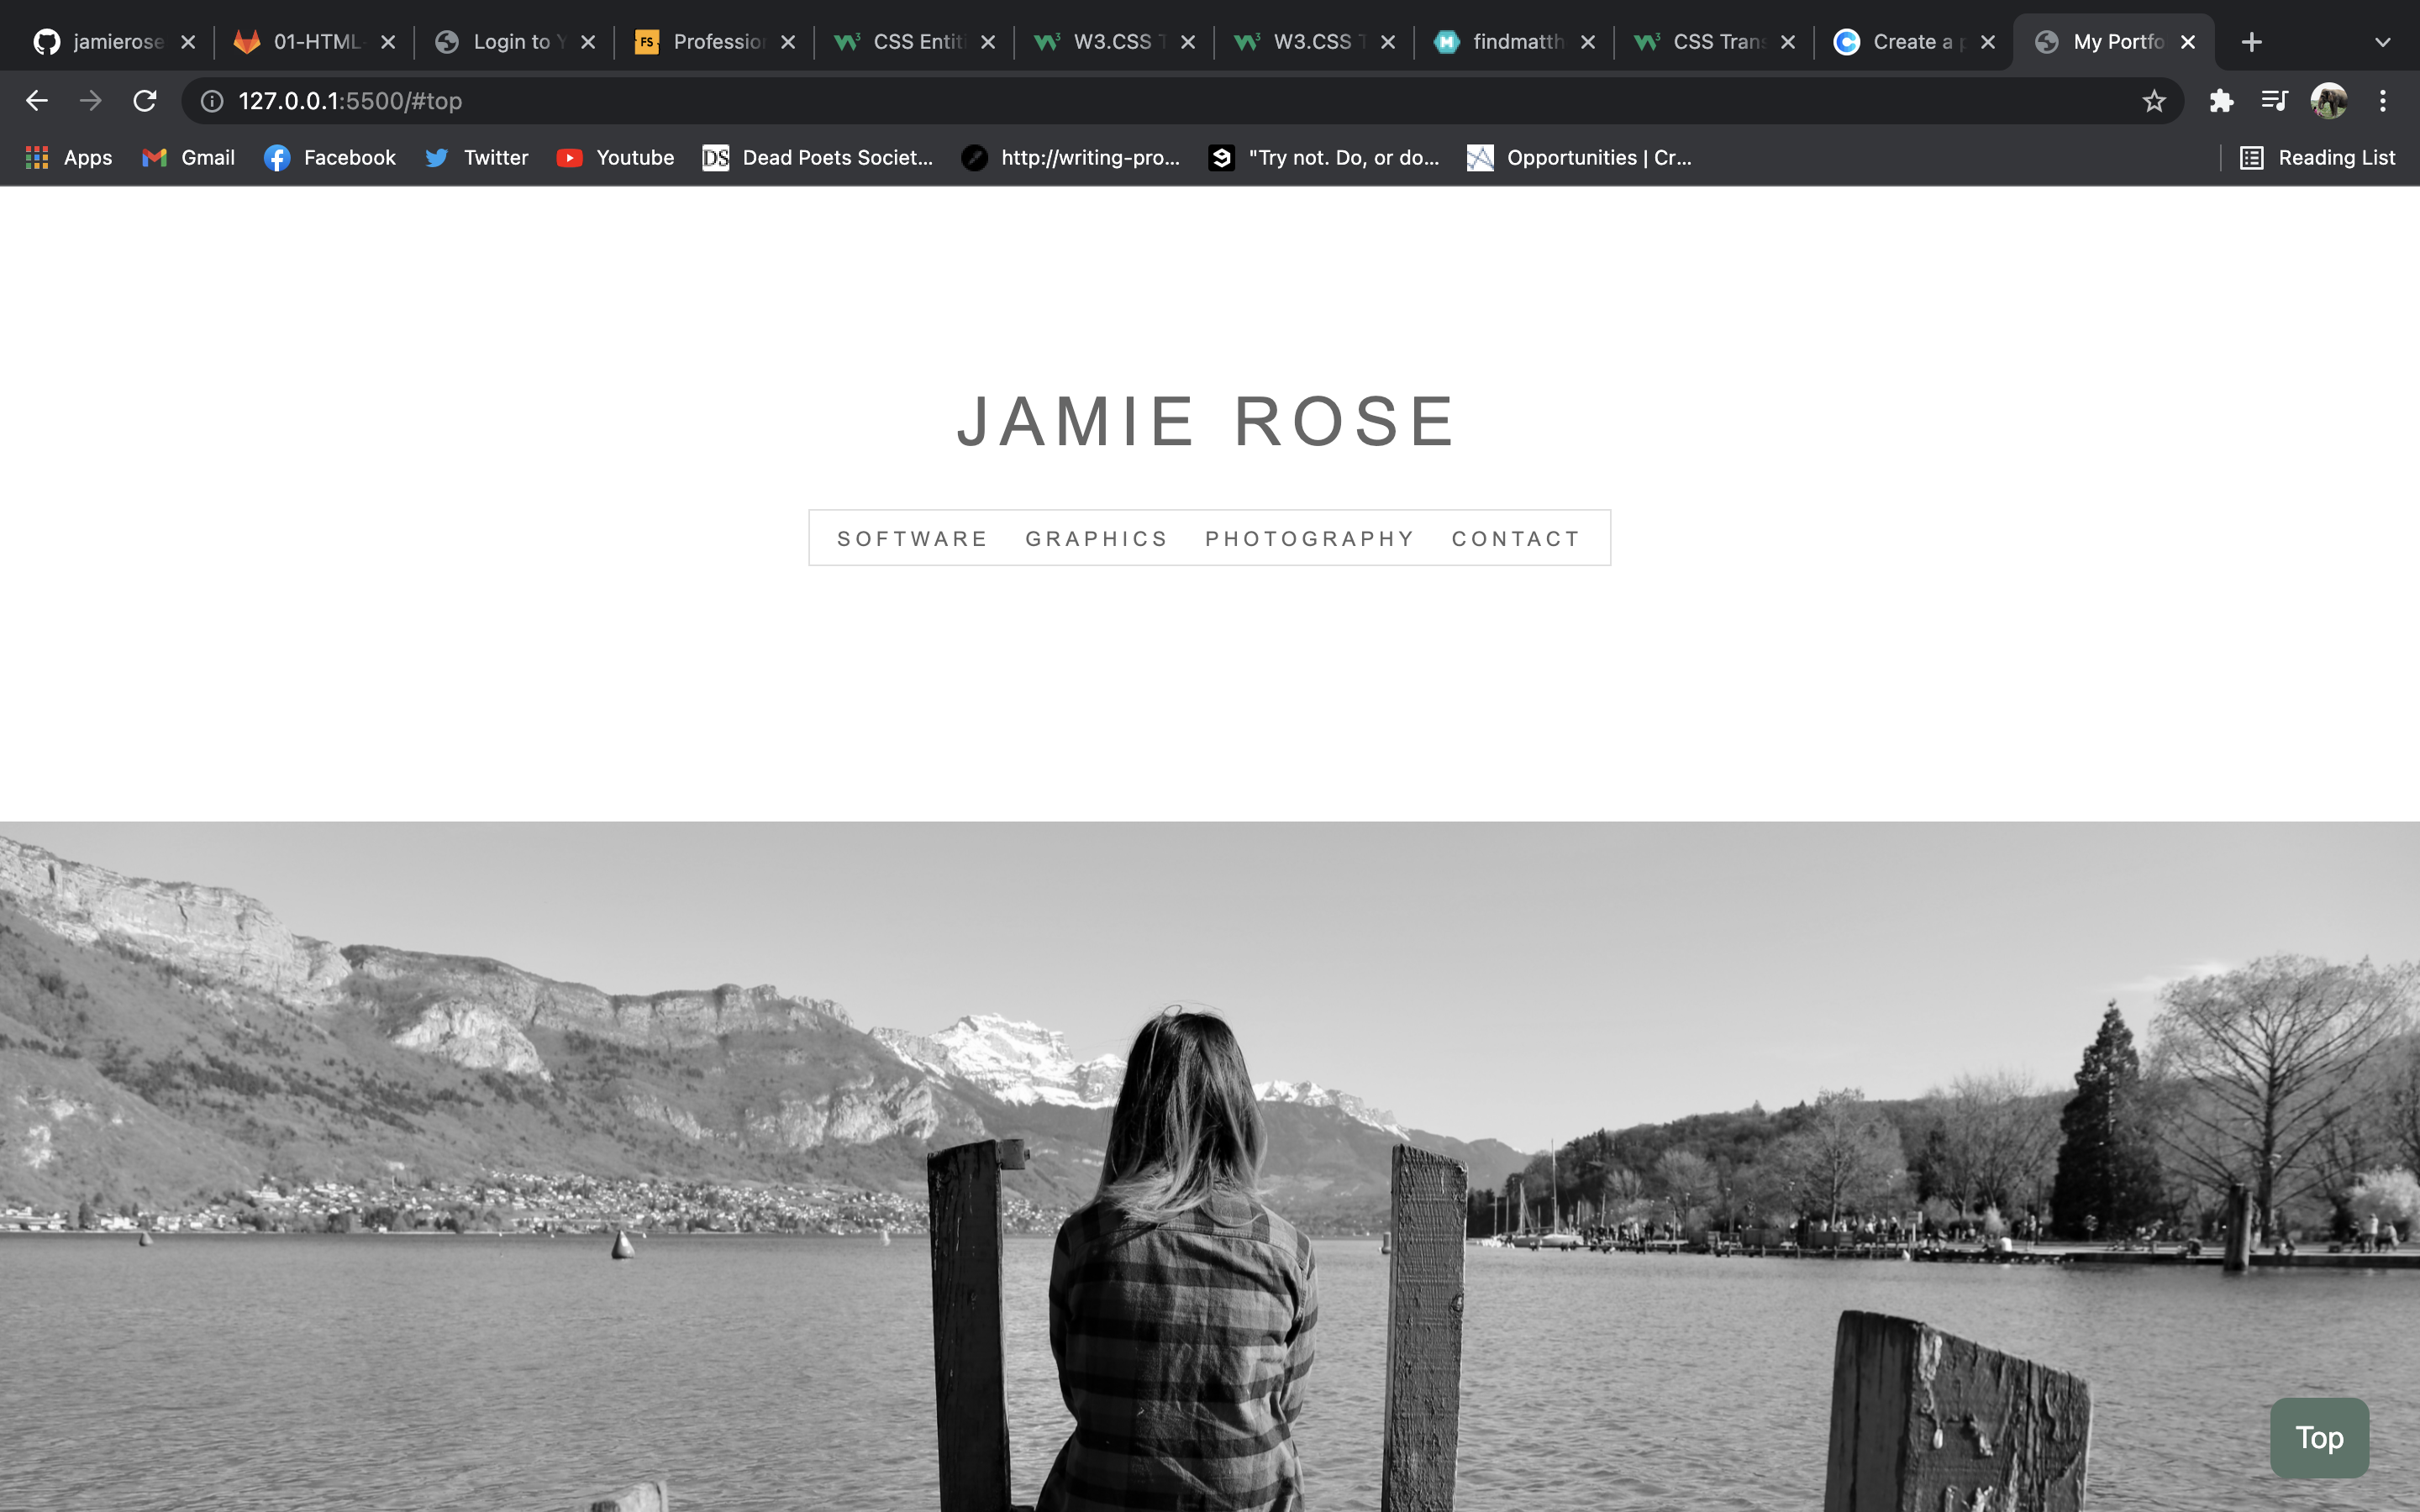 jamierose
01-HTML-
Login to Y
FS
Professio
CSS Entit
W3.CSS T
W3.CSS T
findmatth
CSS Trans
Create a p
My Portfo
127.0.0.1:5500/#top
Apps
Gmail
Facebook
Twitter
Youtube
DS
Dead Poets Societ...
http://writing-pro...
"Try not. Do, or do...
Opportunities | Cr...
Reading List
JAMIE ROSE
SOFTWARE GRAPHICS PHOTOGRAPHY CONTACT
Top